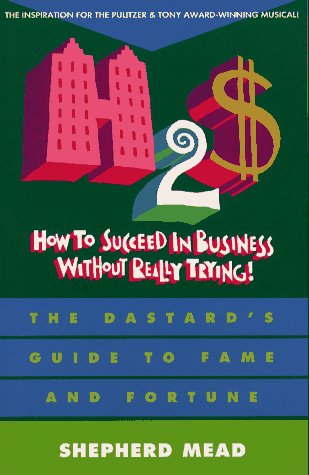 THE INSPIRATION FOR THE PULITZER & TONY AWARD-WINNING MUSICAL!
H2$
HOW TO SUCCEED IN BUSINESS
WITHOUT REALLY TRYING!
THE DASTARD'S
GUIDE TO FAME
AND FORTUNE
SHEPHERD MEAD